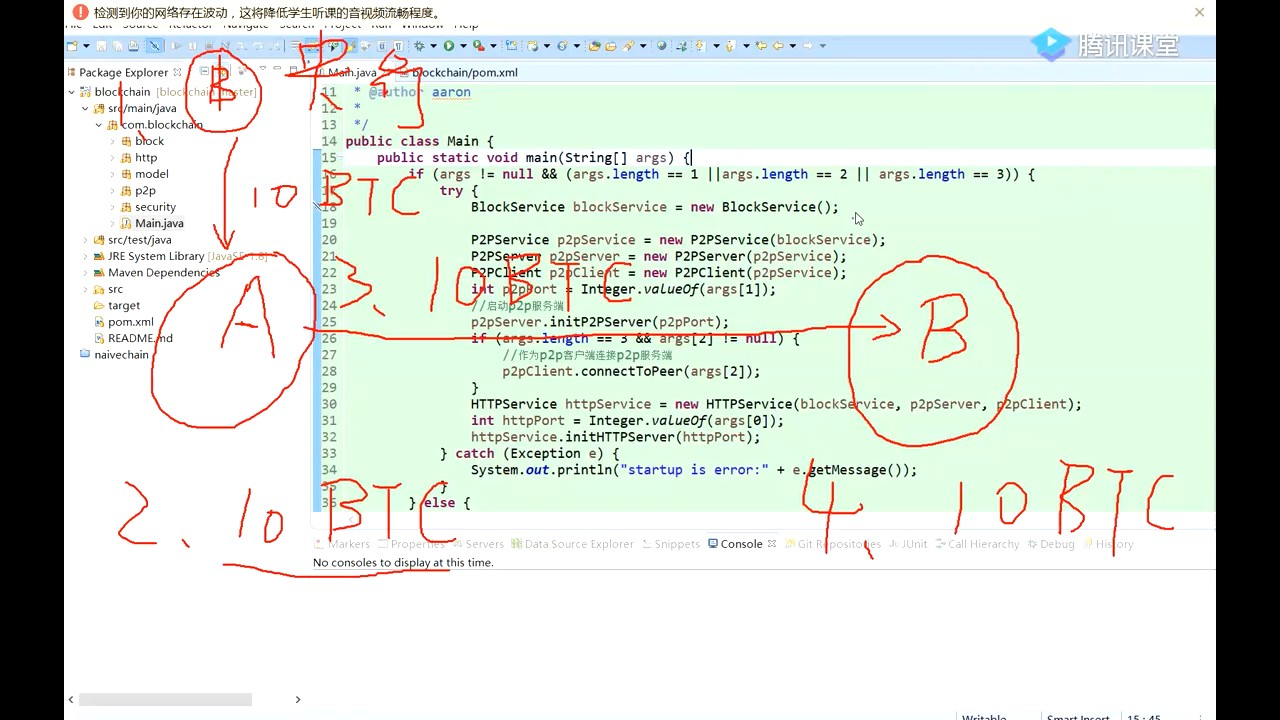 检测到你的网络存在波动，这将降低学生听课的音视频流畅程度。
File Edit Source Refactor Navigate Search Project Run Window Help
腾讯课堂
Package Explorer
Main.java
blockchain/pom.xml
blockchain [blockchain master]
src/main/java
com.blockchain
block
http
model
p2p
security
Main.java
src/test/java
JRE System Library [JavaSE-1.8]
Maven Dependencies
src
target
pom.xml
README.md
naivechain
11 * @author aaron
12 *
13 */
14 public class Main {
15 public static void main(String[] args) {
16 if (args != null && (args.length == 1 ||args.length == 2 || args.length == 3)) {
try {
18 BlockService blockService = new BlockService();
19
20 P2PService p2pService = new P2PService(blockService);
21 P2PServer p2pServer = new P2PServer(p2pService);
22 P2PClient p2pClient = new P2PClient(p2pService);
23 int p2pPort = Integer.valueOf(args[1]);
24 //启动p2p服务端
25 p2pServer.initP2PServer(p2pPort);
26 if (args.length == 3 && args[2] != null) {
27 //作为p2p客户端连接p2p服务端
28 p2pClient.connectToPeer(args[2]);
29 }
30 HTTPService httpService = new HTTPService(blockService, p2pServer, p2pClient);
31 int httpPort = Integer.valueOf(args[0]);
32 httpService.initHTTPServer(httpPort);
33 } catch (Exception e) {
34 System.out.println("startup is error:" + e.getMessage());
35 }
36 } else {
Markers Properties Servers Data Source Explorer Snippets Console Git Repositories JUnit Call Hierarchy Debug History
No consoles to display at this time.
Writable Smart Insert 15 : 45
1、 B
10 BTC
A
3、10 BTC
B
2、10 BTC
4、10 BTC